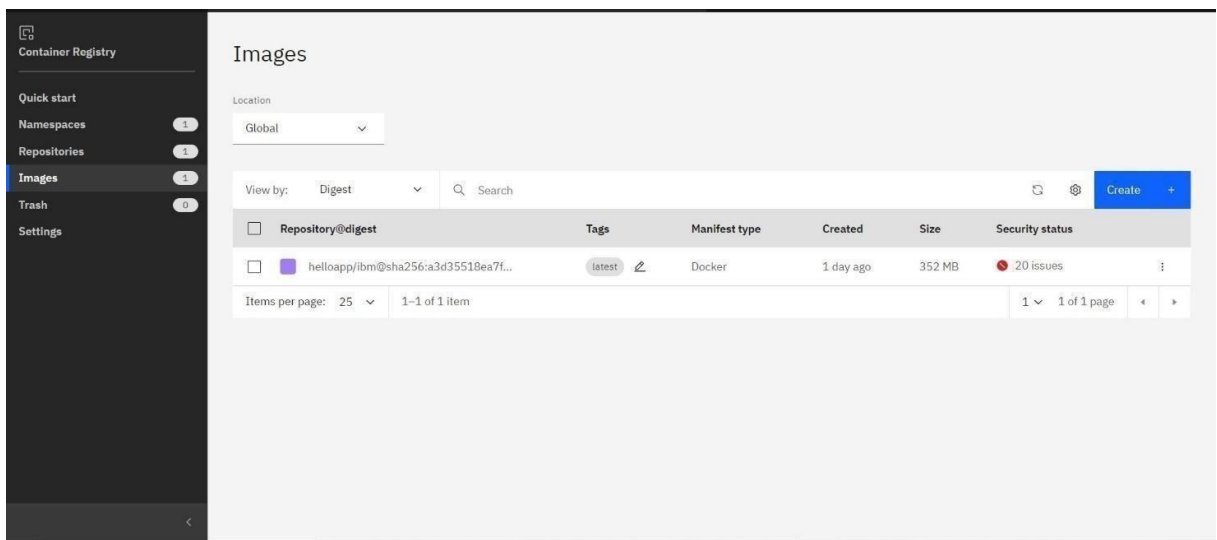 Container Registry
Quick start
Namespaces 1
Repositories 1
Images 1
Trash 0
Settings
Images
Location
Global
View by: Digest Search Create +
Repository@digest Tags Manifest type Created Size Security status
helloapp/ibm@sha256:a3d35518ea7f... latest Docker 1 day ago 352 MB 20 issues
Items per page: 25 1–1 of 1 item 1 1 of 1 page